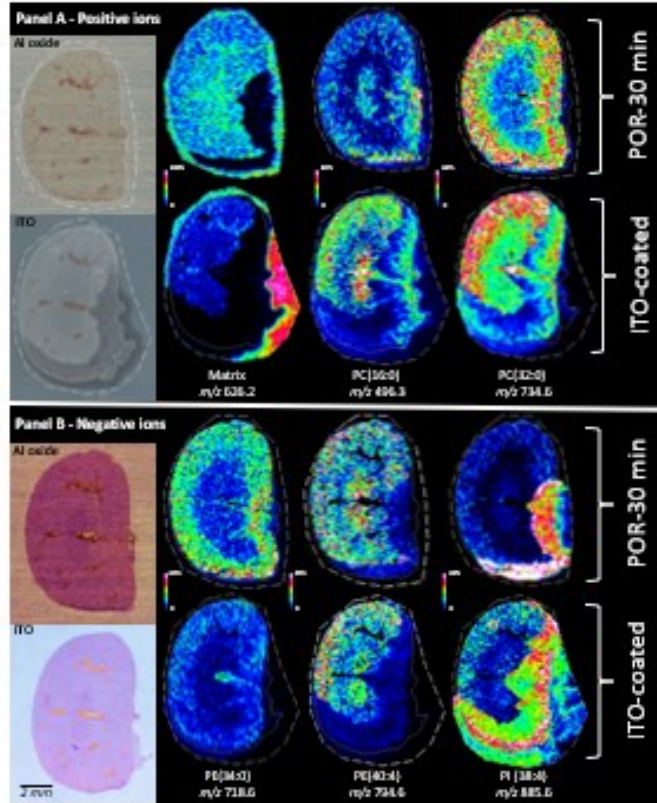 Panel A - Positive ions
Al oxide
POR-30 min
ITO
ITO-coated
Matrix
m/z 626.2
PC(16:0)
m/z 496.3
PC(32:0)
m/z 734.6
Panel B - Negative ions
Al oxide
POR-30 min
ITO
ITO-coated
2 mm
PE(34:0)
m/z 718.6
PE(40:4)
m/z 794.6
PI (38:4)
m/z 885.6